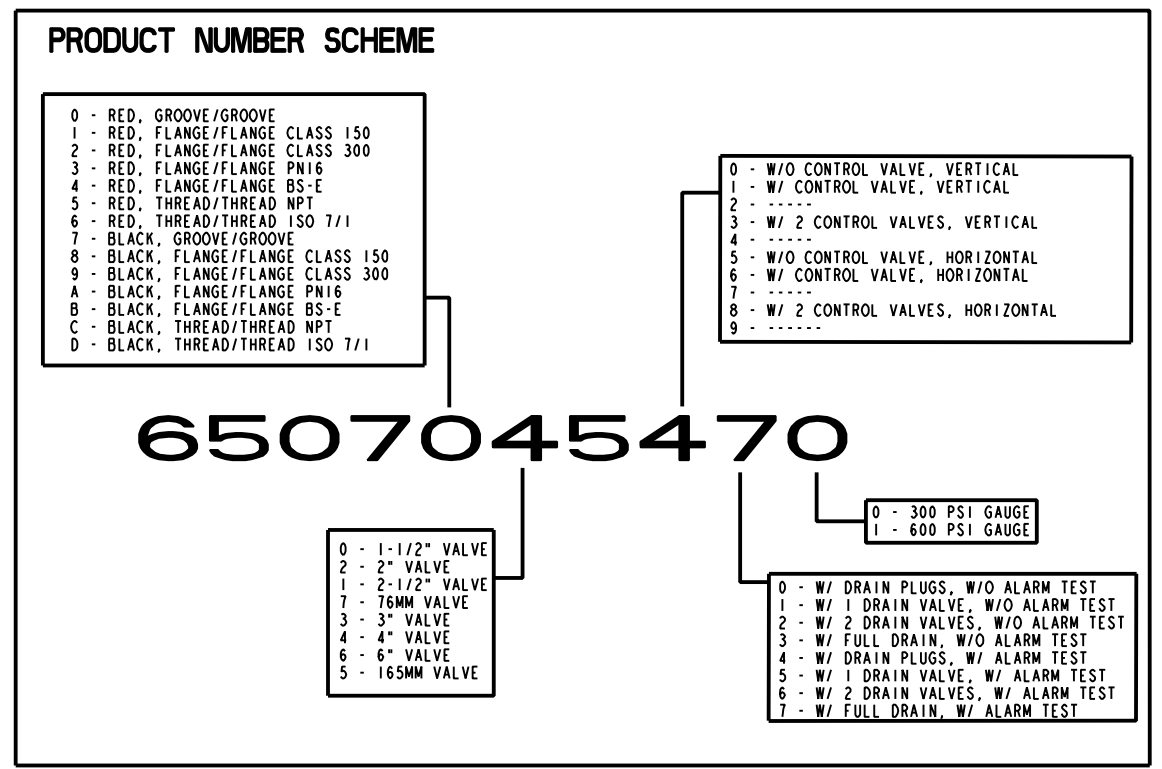 PRODUCT NUMBER SCHEME
0 - RED, GROOVE/GROOVE
1 - RED, FLANGE/FLANGE CLASS 150
2 - RED, FLANGE/FLANGE CLASS 300
3 - RED, FLANGE/FLANGE PN16
4 - RED, FLANGE/FLANGE BS-E
5 - RED, THREAD/THREAD NPT
6 - RED, THREAD/THREAD ISO 7/1
7 - BLACK, GROOVE/GROOVE
8 - BLACK, FLANGE/FLANGE CLASS 150
9 - BLACK, FLANGE/FLANGE CLASS 300
A - BLACK, FLANGE/FLANGE PN16
B - BLACK, FLANGE/FLANGE BS-E
C - BLACK, THREAD/THREAD NPT
D - BLACK, THREAD/THREAD ISO 7/1
0 - W/O CONTROL VALVE, VERTICAL
1 - W/ CONTROL VALVE, VERTICAL
2 - -----
3 - W/ 2 CONTROL VALVES, VERTICAL
4 - -----
5 - W/O CONTROL VALVE, HORIZONTAL
6 - W/ CONTROL VALVE, HORIZONTAL
7 - -----
8 - W/ 2 CONTROL VALVES, HORIZONTAL
9 - ------
6507045470
0 - 1-1/2" VALVE
2 - 2" VALVE
1 - 2-1/2" VALVE
7 - 76MM VALVE
3 - 3" VALVE
4 - 4" VALVE
6 - 6" VALVE
5 - 165MM VALVE
0 - 300 PSI GAUGE
1 - 600 PSI GAUGE
0 - W/ DRAIN PLUGS, W/O ALARM TEST
1 - W/ 1 DRAIN VALVE, W/O ALARM TEST
2 - W/ 2 DRAIN VALVES, W/O ALARM TEST
3 - W/ FULL DRAIN, W/O ALARM TEST
4 - W/ DRAIN PLUGS, W/ ALARM TEST
5 - W/ 1 DRAIN VALVE, W/ ALARM TEST
6 - W/ 2 DRAIN VALVES, W/ ALARM TEST
7 - W/ FULL DRAIN, W/ ALARM TEST